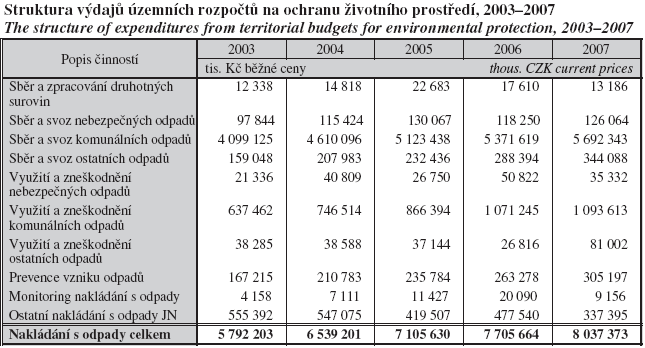 Struktura výdajů územních rozpočtů na ochranu životního prostředí, 2003–2007
The structure of expenditures from territorial budgets for environmental protection, 2003–2007
Popis činností 2003 2004 2005 2006 2007
tis. Kč běžné ceny thous. CZK current prices
Sběr a zpracování druhotných surovin 12 338 14 818 22 683 17 610 13 186
Sběr a svoz nebezpečných odpadů 97 844 115 424 130 067 118 250 126 064
Sběr a svoz komunálních odpadů 4 099 125 4 610 096 5 123 438 5 371 619 5 692 343
Sběr a svoz ostatních odpadů 159 048 207 983 232 436 288 394 344 088
Využití a zneškodnění nebezpečných odpadů 21 336 40 809 26 750 50 822 35 332
Využití a zneškodnění komunálních odpadů 637 462 746 514 866 394 1 071 245 1 093 613
Využití a zneškodnění ostatních odpadů 38 285 38 588 37 144 26 816 81 002
Prevence vzniku odpadů 167 215 210 783 235 784 263 278 305 197
Monitoring nakládání s odpady 4 158 7 111 11 427 20 090 9 156
Ostatní nakládání s odpady JN 555 392 547 075 419 507 477 540 337 395
Nakládání s odpady celkem 5 792 203 6 539 201 7 105 630 7 705 664 8 037 373